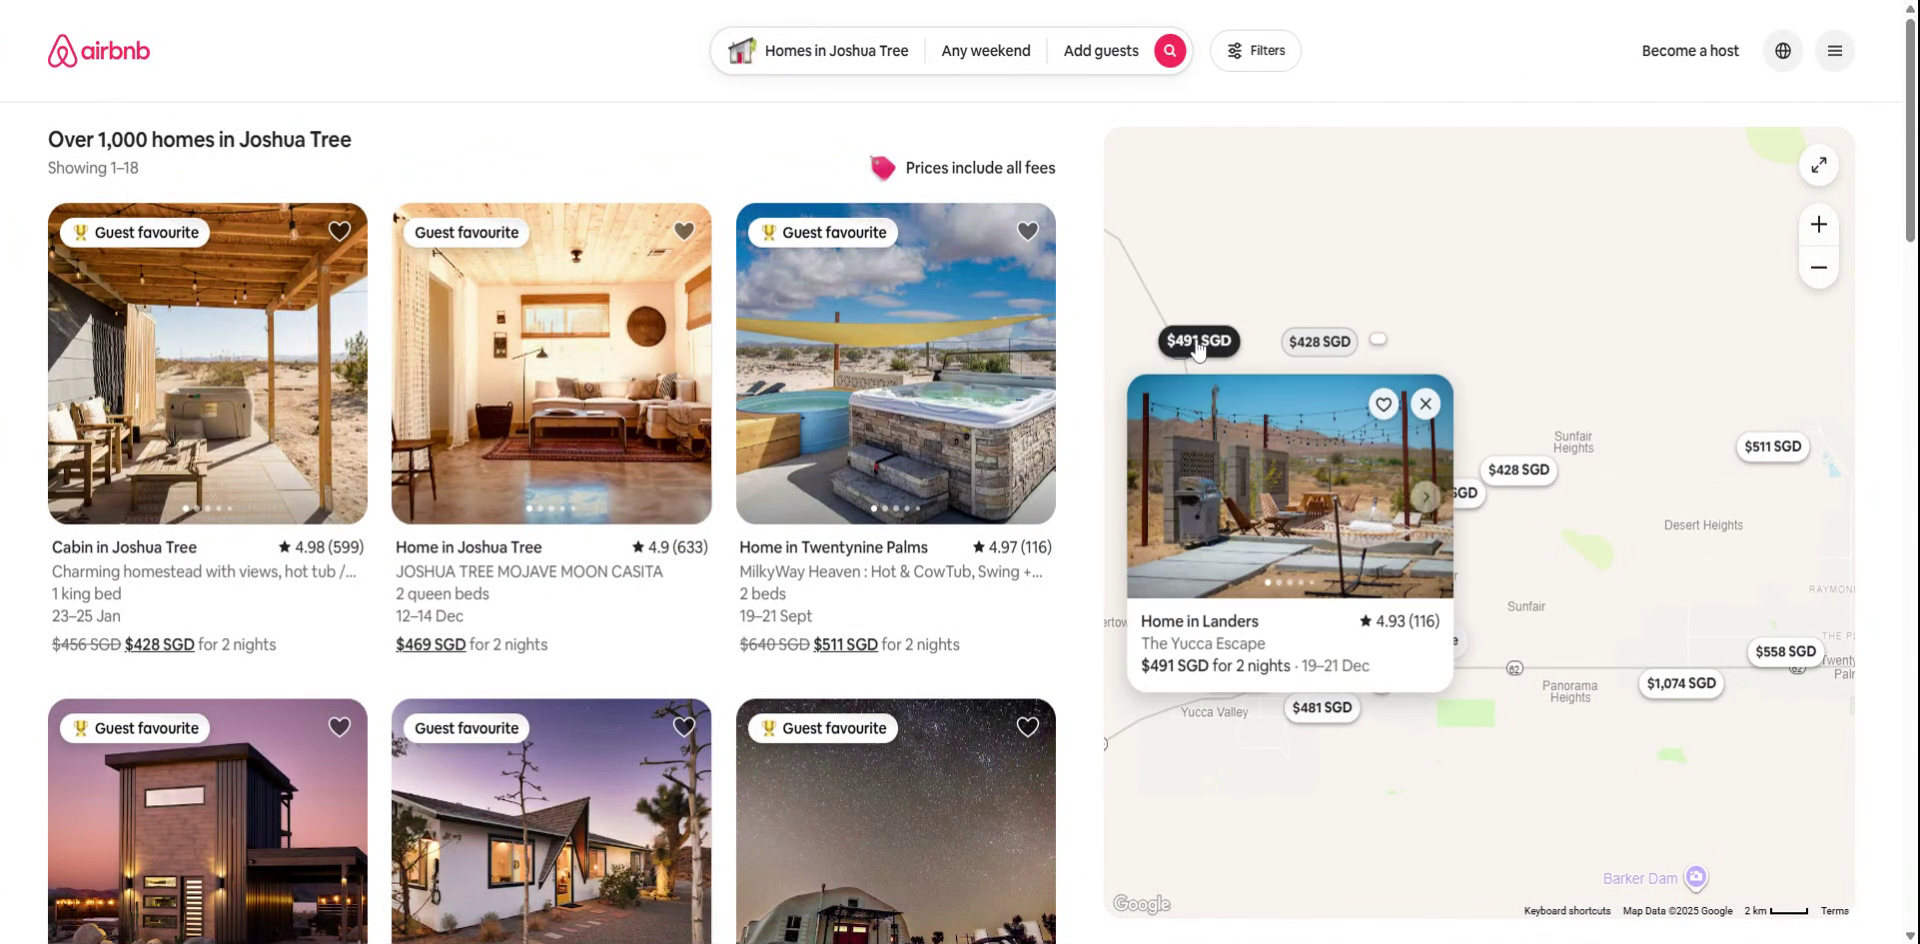 airbnb
Homes in Joshua Tree
Any weekend
Add guests
Filters
Become a host
Over 1,000 homes in Joshua Tree
Showing 1–18
Prices include all fees
Guest favourite
Guest favourite
Guest favourite
Cabin in Joshua Tree
4.98 (599)
Charming homestead with views, hot tub /...
1 king bed
23–25 Jan
$456 SGD $428 SGD for 2 nights
Home in Joshua Tree
4.9 (633)
JOSHUA TREE MOJAVE MOON CASITA
2 queen beds
12–14 Dec
$469 SGD for 2 nights
Home in Twentynine Palms
4.97 (116)
MilkyWay Heaven : Hot & CowTub, Swing +...
2 beds
19–21 Sept
$640 SGD $511 SGD for 2 nights
Guest favourite
Guest favourite
Guest favourite
$491 SGD
$428 SGD
Sunfair
Heights
$511 SGD
$428 SGD
SGD
Desert Heights
RAYMON
Sunfair
Home in Landers
4.93 (116)
The Yucca Escape
$491 SGD for 2 nights · 19–21 Dec
THE P
$558 SGD
62
62
Twenty
Pal
$1,074 SGD
Panorama
Heights
$481 SGD
Yucca Valley
Barker Dam
Google
Keyboard shortcuts
Map Data ©2025 Google
2 km
Terms